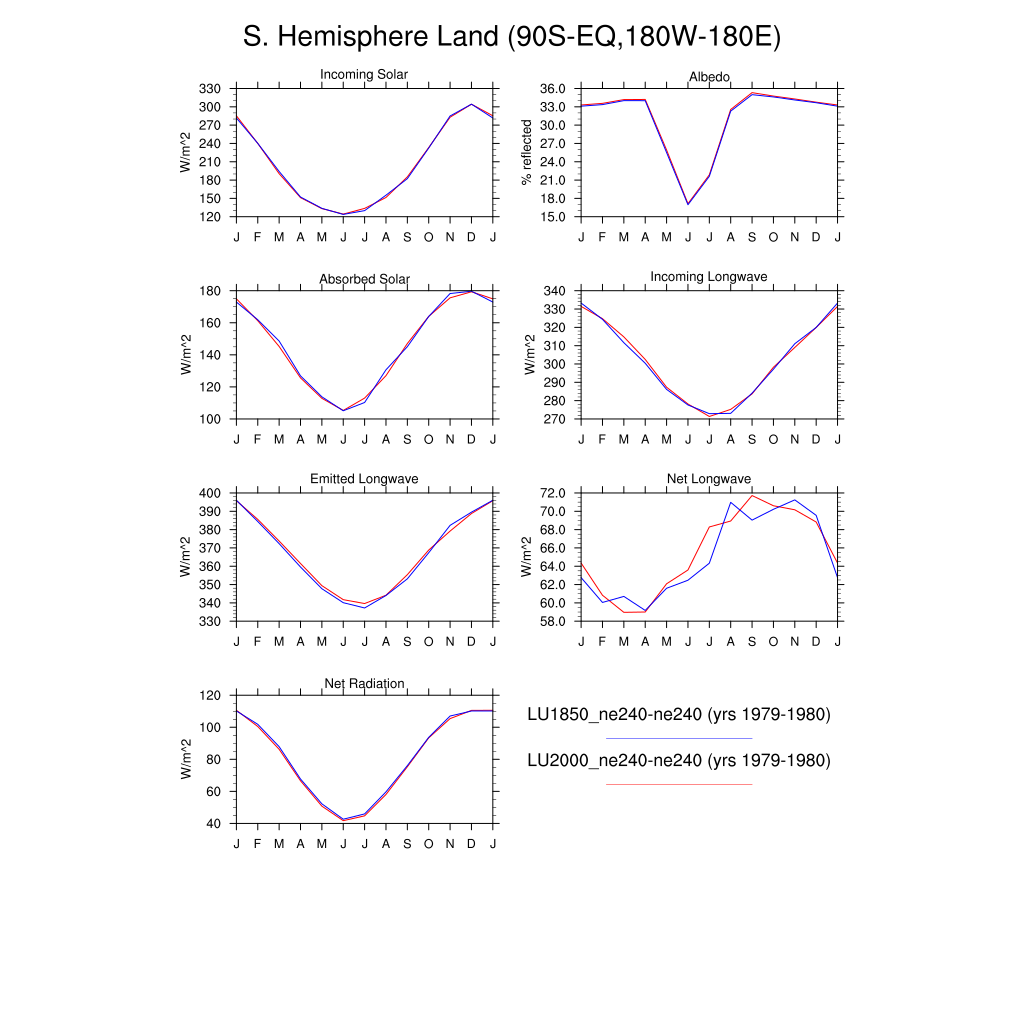 S. Hemisphere Land (90S-EQ,180W-180E)
Incoming Solar
W/m^2
330
300
270
240
210
180
150
120
J F M A M J J A S O N D J
Albedo
% reflected
36.0
33.0
30.0
27.0
24.0
21.0
18.0
15.0
J F M A M J J A S O N D J
Absorbed Solar
W/m^2
180
160
140
120
100
J F M A M J J A S O N D J
Incoming Longwave
W/m^2
340
330
320
310
300
290
280
270
J F M A M J J A S O N D J
Emitted Longwave
W/m^2
400
390
380
370
360
350
340
330
J F M A M J J A S O N D J
Net Longwave
W/m^2
72.0
70.0
68.0
66.0
64.0
62.0
60.0
58.0
J F M A M J J A S O N D J
Net Radiation
W/m^2
120
100
80
60
40
J F M A M J J A S O N D J
LU1850_ne240-ne240 (yrs 1979-1980)
LU2000_ne240-ne240 (yrs 1979-1980)